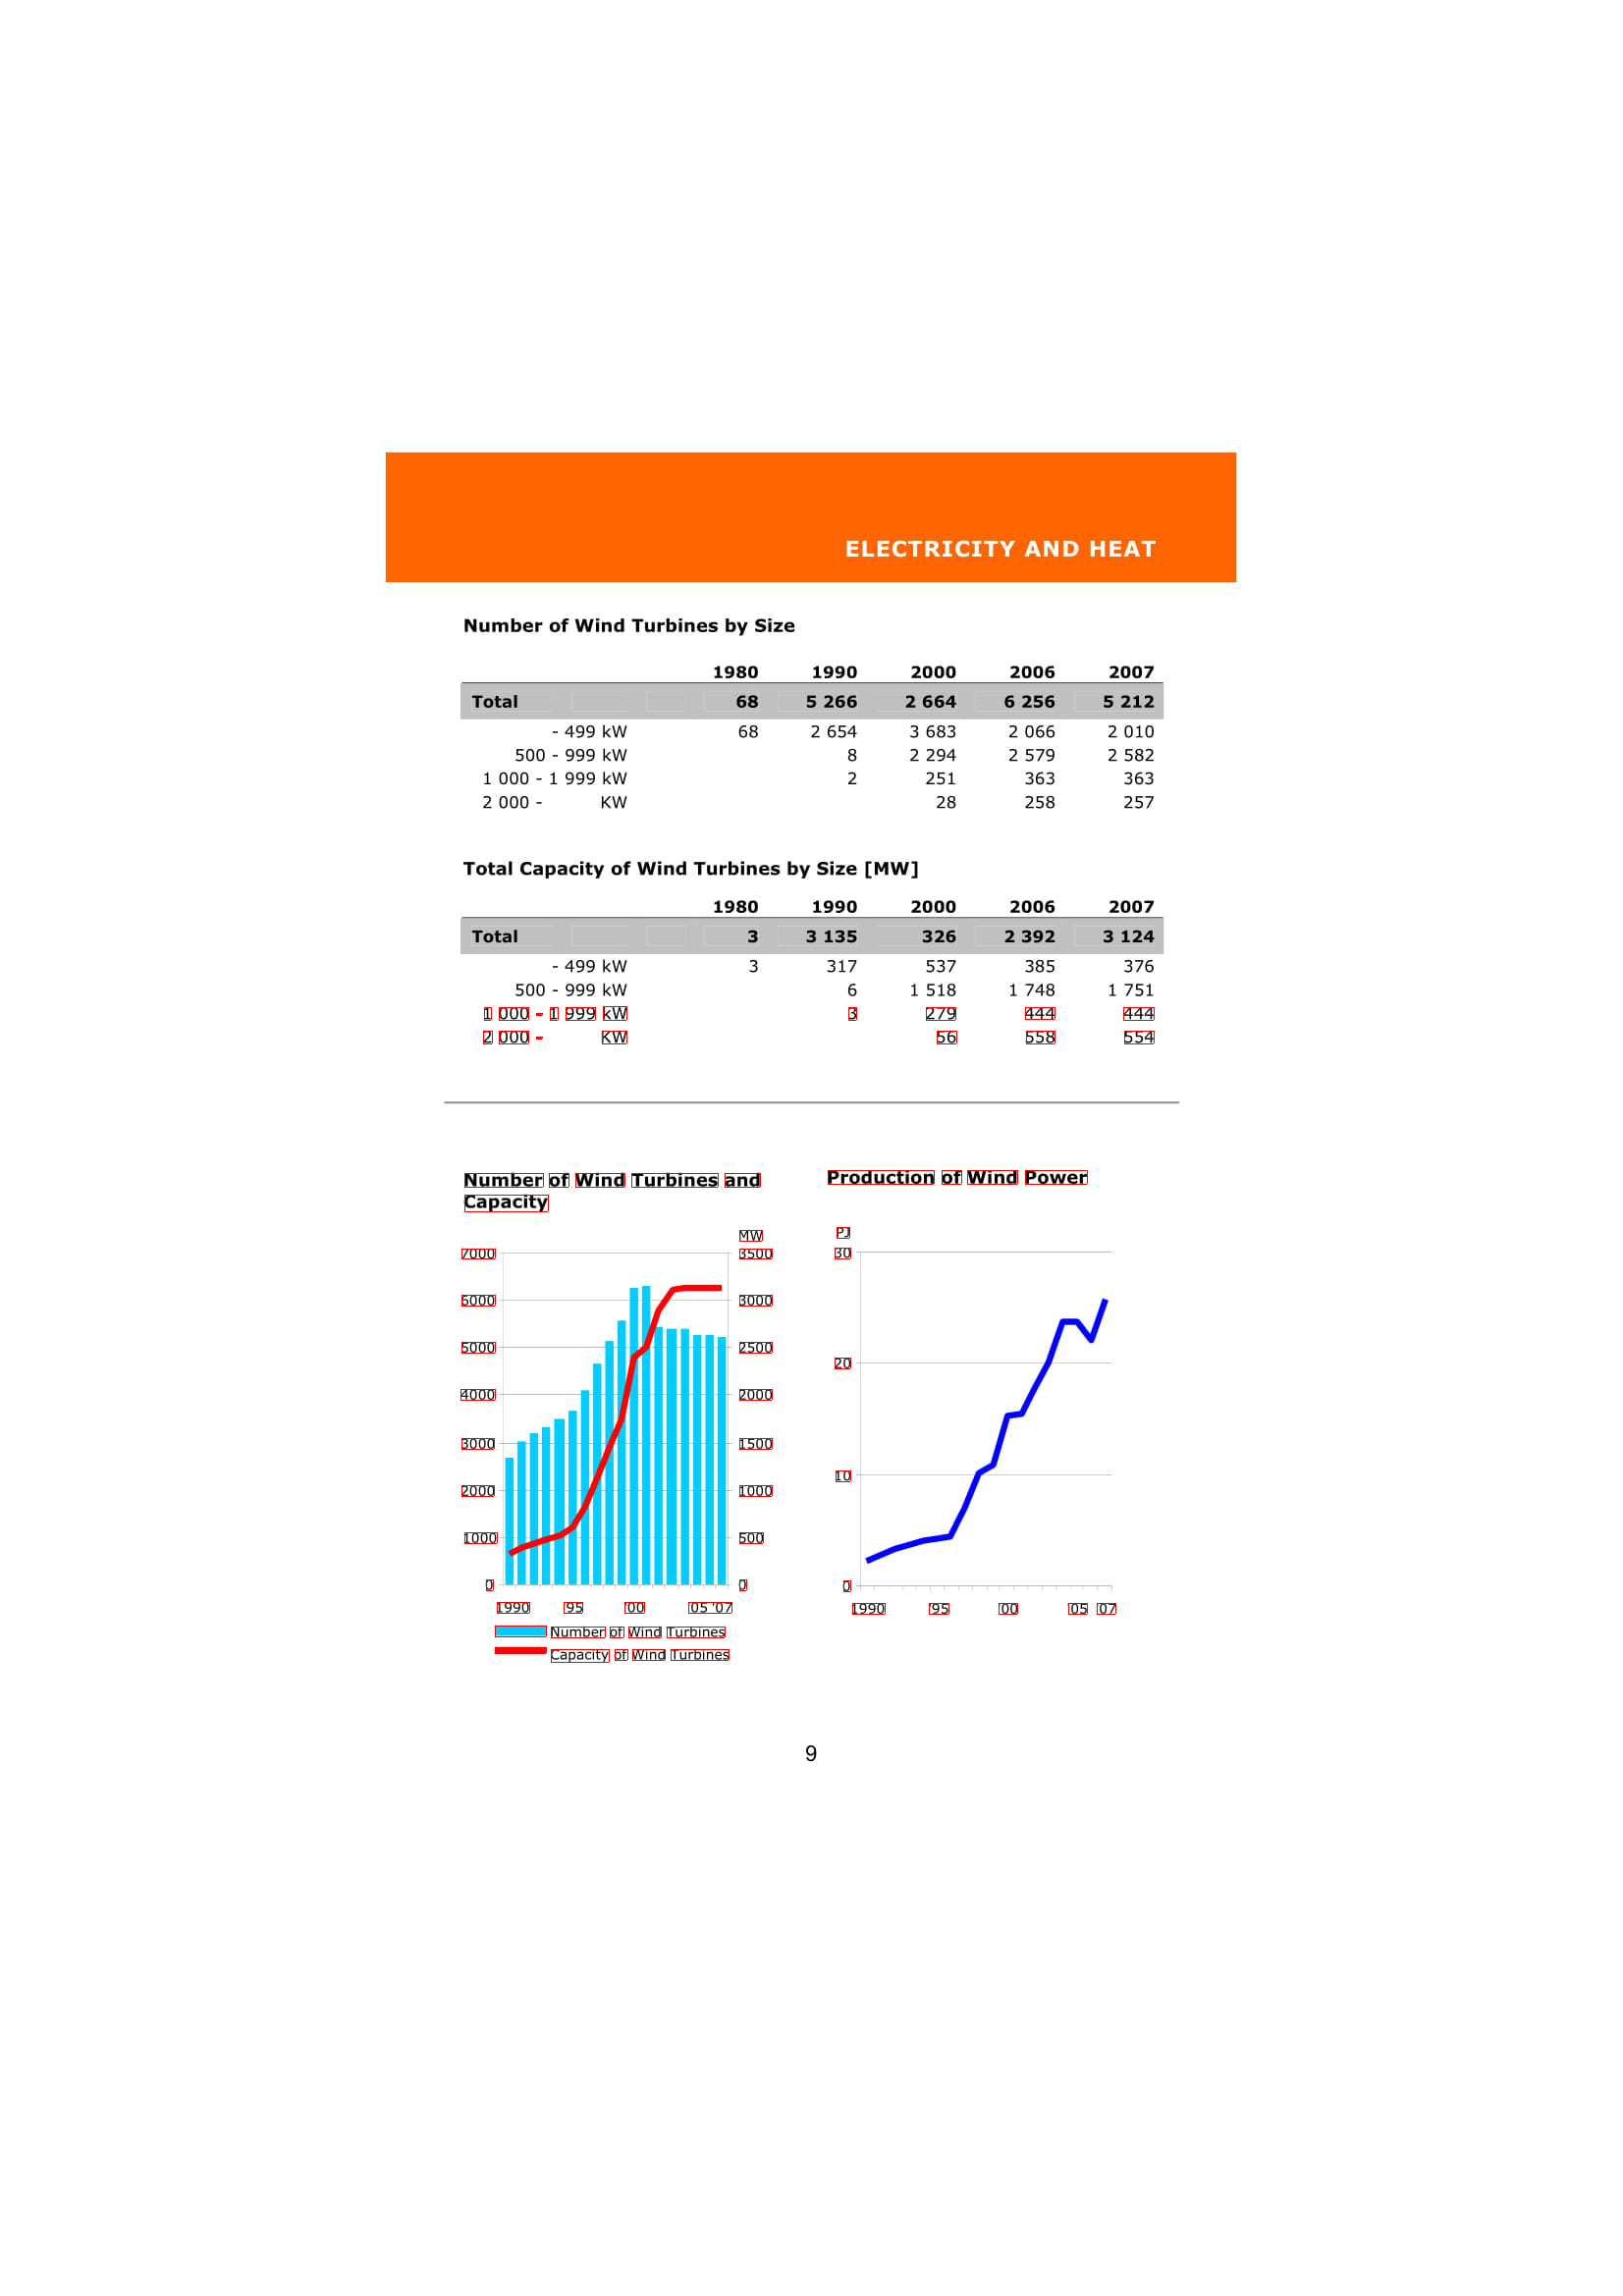 ELECTRICITY AND HEAT
Number of Wind Turbines by Size
1980 1990 2000 2006 2007
Total 68 5 266 2 664 6 256 5 212
- 499 kW 68 2 654 3 683 2 066 2 010
500 - 999 kW 8 2 294 2 579 2 582
1 000 - 1 999 kW 2 251 363 363
2 000 - KW 28 258 257
Total Capacity of Wind Turbines by Size [MW]
1980 1990 2000 2006 2007
Total 3 3 135 326 2 392 3 124
- 499 kW 3 317 537 385 376
500 - 999 kW 6 1 518 1 748 1 751
1 000 - 1 999 kW 3 279 444 444
2 000 - KW 56 558 554
Number of Wind Turbines and
Capacity
MW
7000 3500
6000 3000
5000 2500
4000 2000
3000 1500
2000 1000
1000 500
0 0
1990 '95 '00 '05 '07
Number of Wind Turbines
Capacity of Wind Turbines
Production of Wind Power
PJ
30
20
10
0
1990 '95 '00 '05 '07
9